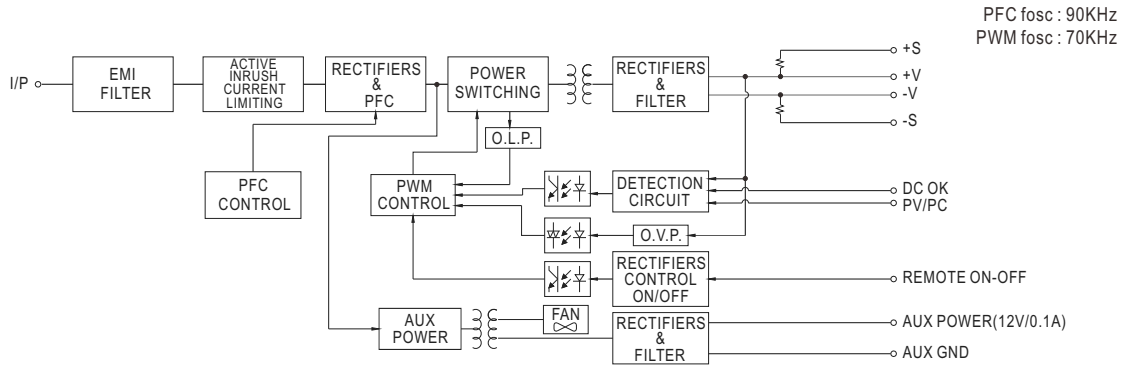 PFC fosc : 90KHz
PWM fosc : 70KHz
I/P
EMI
FILTER
ACTIVE
INRUSH
CURRENT
LIMITING
RECTIFIERS
&
PFC
POWER
SWITCHING
RECTIFIERS
&
FILTER
+S
+V
-V
-S
O.L.P.
PFC
CONTROL
PWM
CONTROL
DETECTION
CIRCUIT
DC OK
PV/PC
O.V.P.
RECTIFIERS
CONTROL
ON/OFF
REMOTE ON-OFF
AUX
POWER
FAN
RECTIFIERS
&
FILTER
AUX POWER(12V/0.1A)
AUX GND